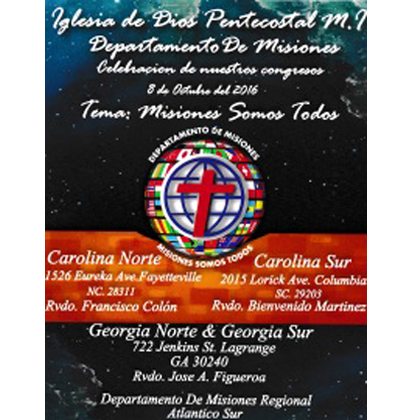 Iglesia de Dios Pentecostal M.I
Departamento De Misiones
Celebracion de nuestros congresos
8 de Octubre del 2016
Tema: Misiones Somos Todos
DEPARTAMENTO DE MISIONES
MISIONES SOMOS TODOS
Carolina Norte
1526 Eureka Ave.Fayetteville
NC. 28311
Rvdo. Francisco Colón
Carolina Sur
2015 Lorick Ave. Columbia
SC. 29203
Rvdo. Bienvenido Martinez
Georgia Norte & Georgia Sur
722 Jenkins St. Lagrange
GA 30240
Rvdo. Jose A. Figueroa
Departamento De Misiones Regional
Atlantico Sur